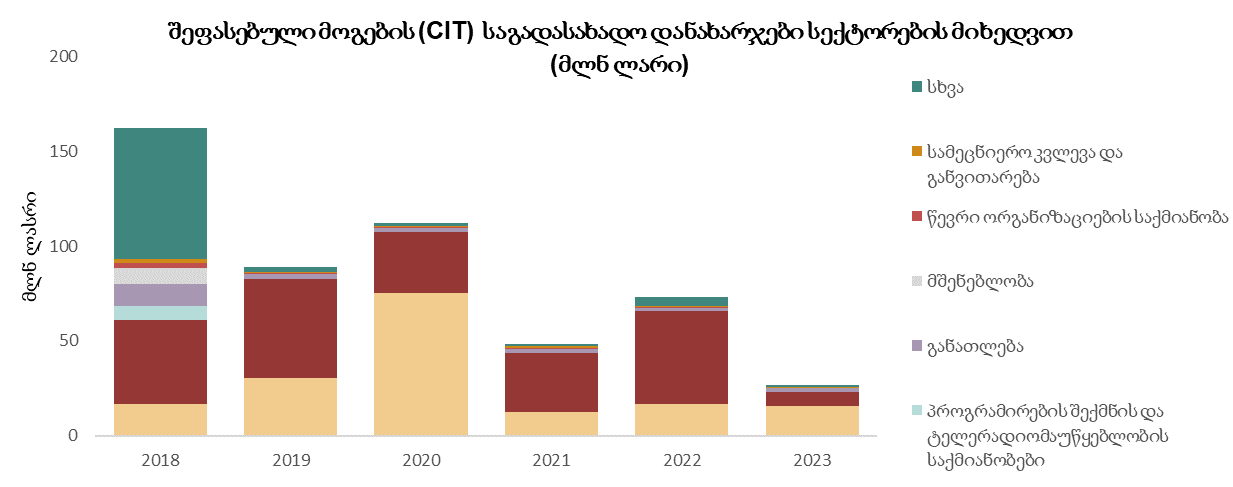 შეფასებული მოგების (CIT) საგადასახადო დანახარჯები სექტორების მიხედვით
(მლნ ლარი)
200
150
100
50
0
მლნ ლასრი
2018
2019
2020
2021
2022
2023
სხვა
სამეცნიერო კვლევა და
განვითარება
წევრი ორგანიზაციების საქმიანობა
მშენებლობა
განათლება
პროგრამირების შექმნის და
ტელერადიომაუწყებლობის
საქმიანობები